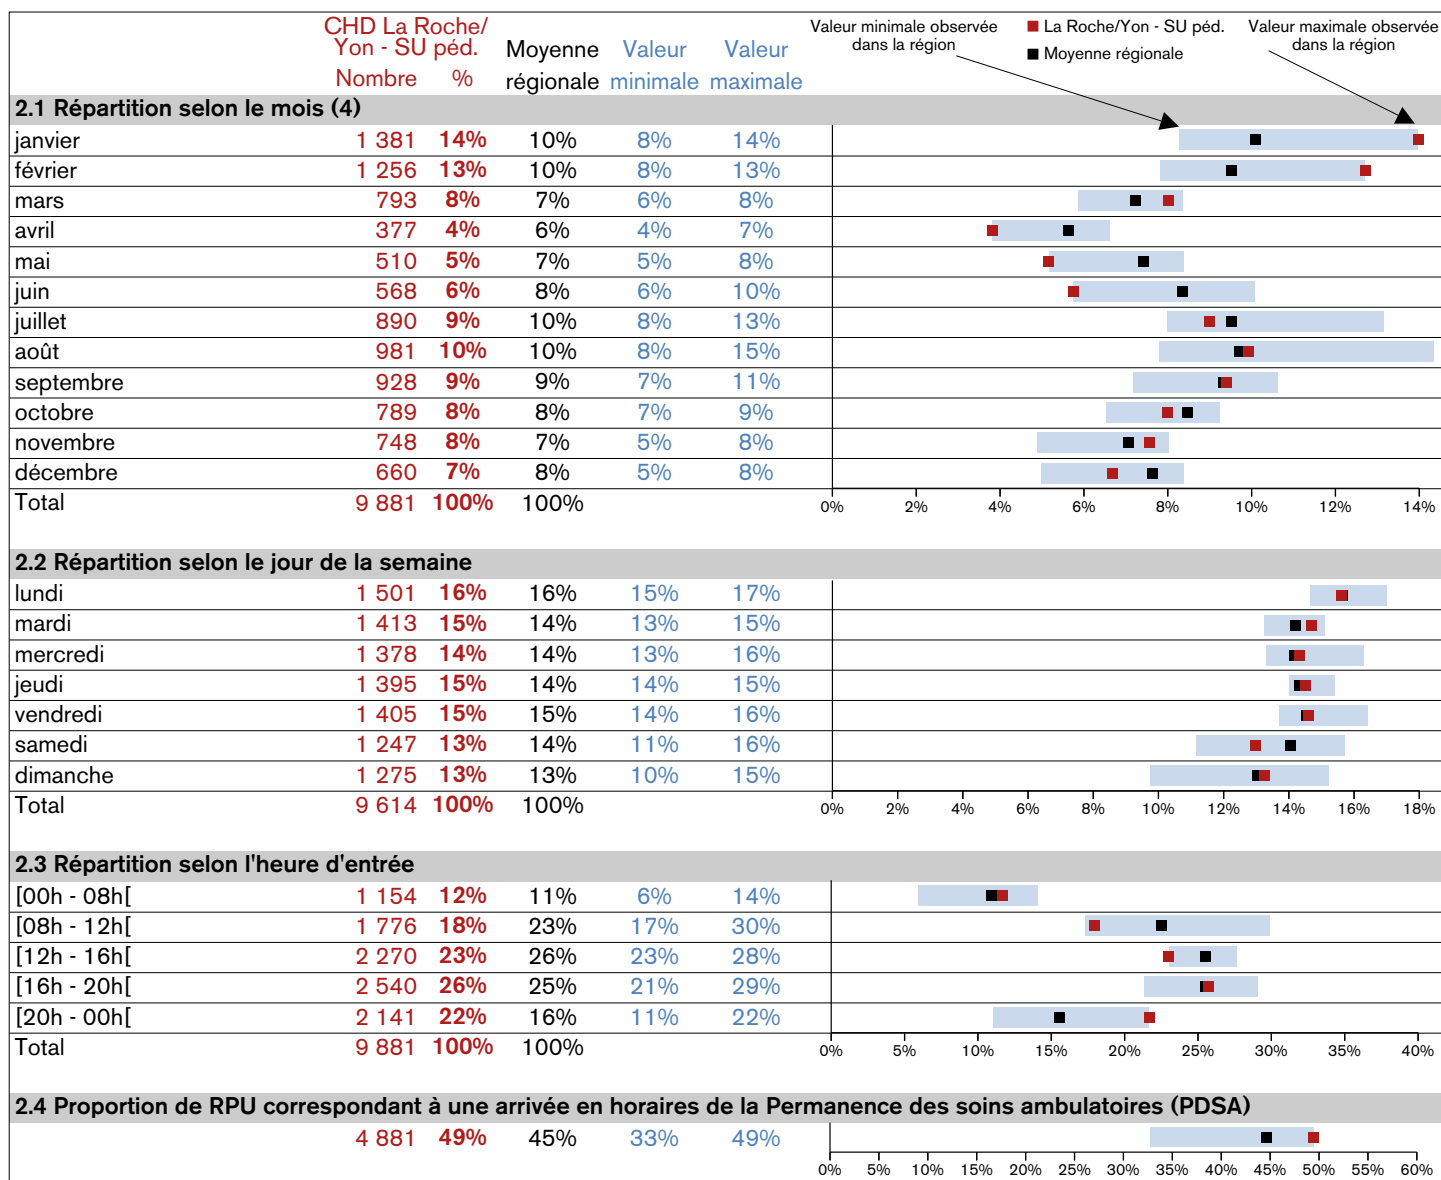 CHD La Roche/
Yon - SU péd. Moyenne Valeur Valeur
Nombre % régionale minimale maximale
Valeur minimale observée
dans la région
La Roche/Yon - SU péd.
Moyenne régionale
Valeur maximale observée
dans la région
2.1 Répartition selon le mois (4)
janvier 1 381 14% 10% 8% 14%
février 1 256 13% 10% 8% 13%
mars 793 8% 7% 6% 8%
avril 377 4% 6% 4% 7%
mai 510 5% 7% 5% 8%
juin 568 6% 8% 6% 10%
juillet 890 9% 10% 8% 13%
août 981 10% 10% 8% 15%
septembre 928 9% 9% 7% 11%
octobre 789 8% 8% 7% 9%
novembre 748 8% 7% 5% 8%
décembre 660 7% 8% 5% 8%
Total 9 881 100% 100%
0% 2% 4% 6% 8% 10% 12% 14%
2.2 Répartition selon le jour de la semaine
lundi 1 501 16% 16% 15% 17%
mardi 1 413 15% 14% 13% 15%
mercredi 1 378 14% 14% 13% 16%
jeudi 1 395 15% 14% 14% 15%
vendredi 1 405 15% 15% 14% 16%
samedi 1 247 13% 14% 11% 16%
dimanche 1 275 13% 13% 10% 15%
Total 9 614 100% 100%
0% 2% 4% 6% 8% 10% 12% 14% 16% 18%
2.3 Répartition selon l'heure d'entrée
[00h - 08h[ 1 154 12% 11% 6% 14%
[08h - 12h[ 1 776 18% 23% 17% 30%
[12h - 16h[ 2 270 23% 26% 23% 28%
[16h - 20h[ 2 540 26% 25% 21% 29%
[20h - 00h[ 2 141 22% 16% 11% 22%
Total 9 881 100% 100%
0% 5% 10% 15% 20% 25% 30% 35% 40%
2.4 Proportion de RPU correspondant à une arrivée en horaires de la Permanence des soins ambulatoires (PDSA)
4 881 49% 45% 33% 49%
0% 5% 10% 15% 20% 25% 30% 35% 40% 45% 50% 55% 60%